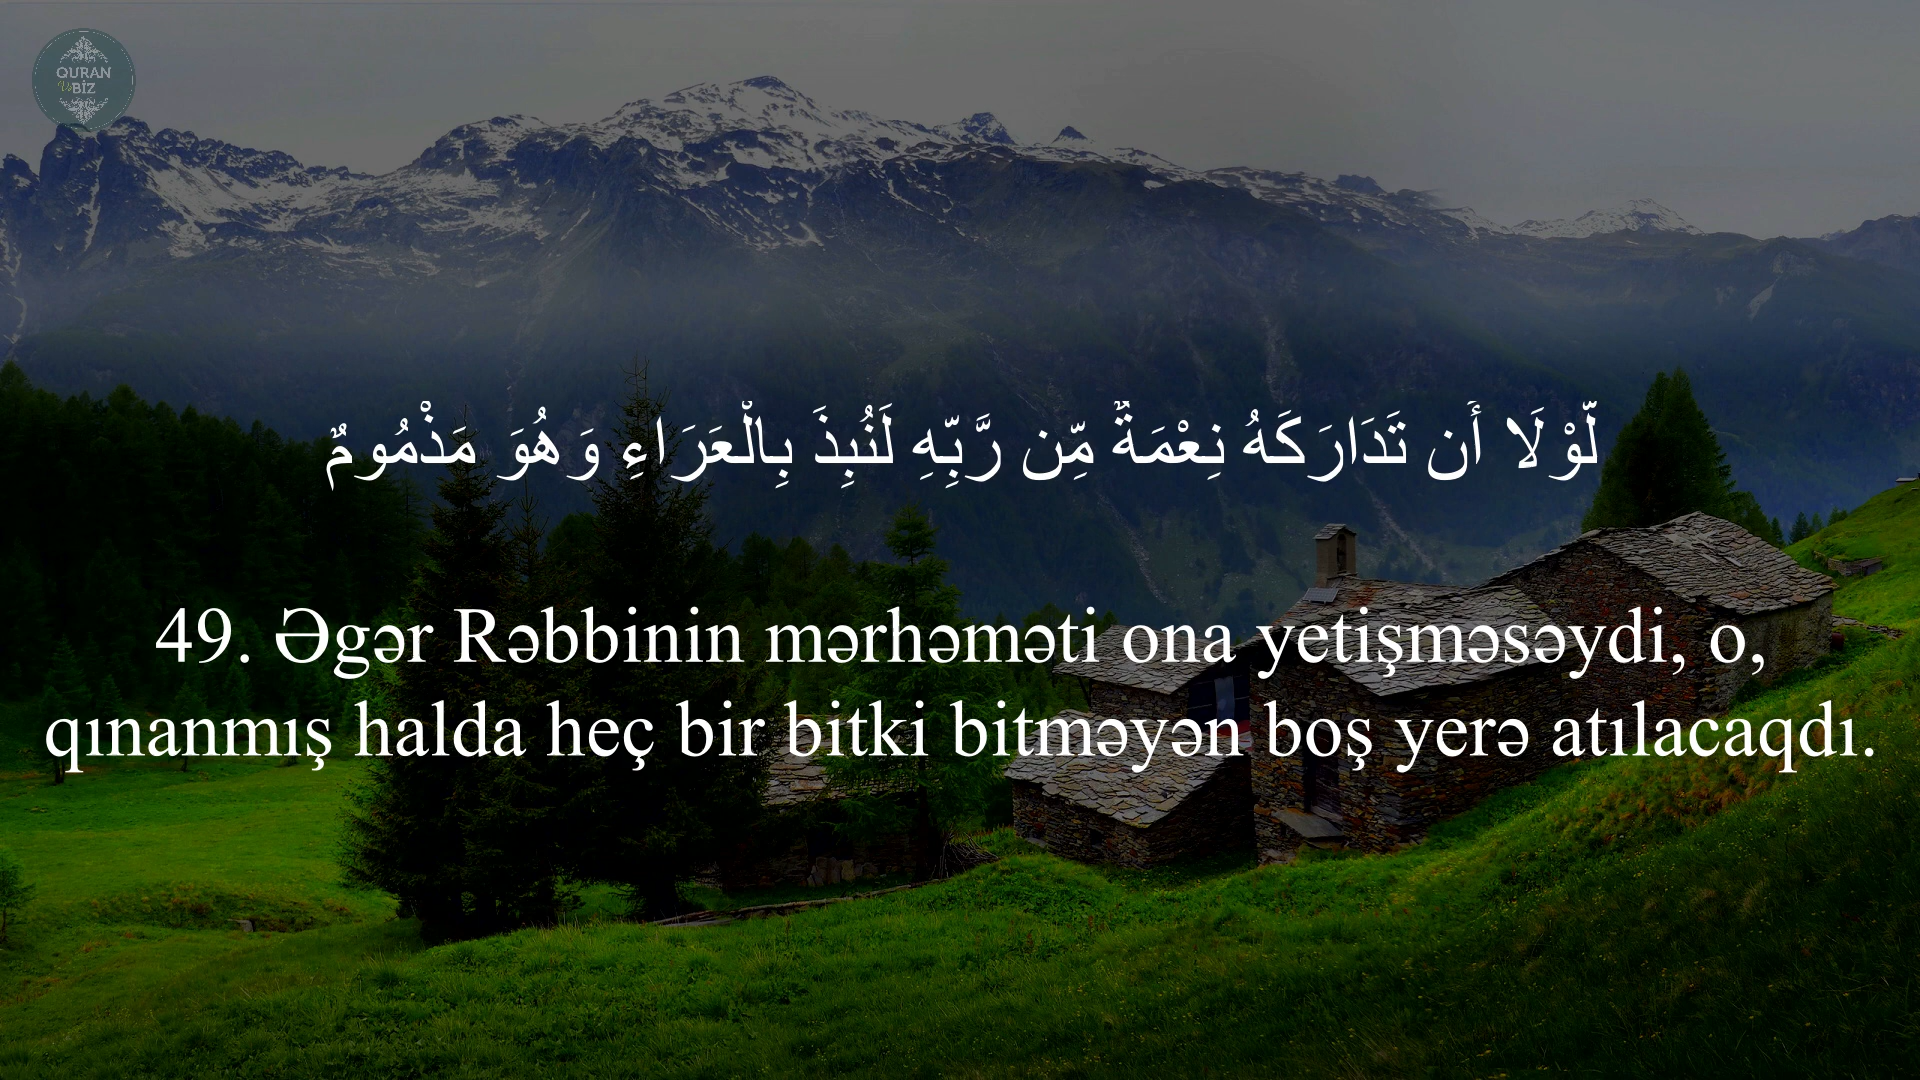 QURAN
Və BİZ
لَّوْلَا أَن تَدَارَكَهُ نِعْمَةٌ مِّن رَّبِّهِ لَنُبِذَ بِالْعَرَاءِ وَهُوَ مَذْمُومٌ
49. Əgər Rəbbinin mərhəməti ona yetişməsəydi, o,
qınanmış halda heç bir bitki bitməyən boş yerə atılacaqdı.